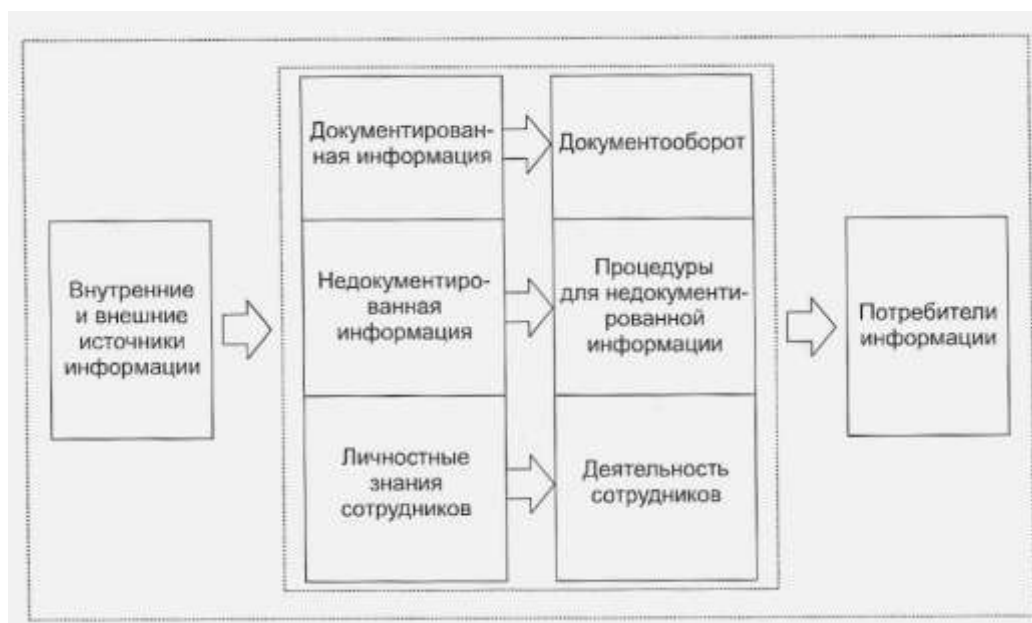 Внутренние
и внешние
источники
информации
Документирован-
ная информация
Документооборот
Недокументиро-
ванная
информация
Процедуры
для недокументи-
рованной
информации
Личностные
знания
сотрудников
Деятельность
сотрудников
Потребители
информации